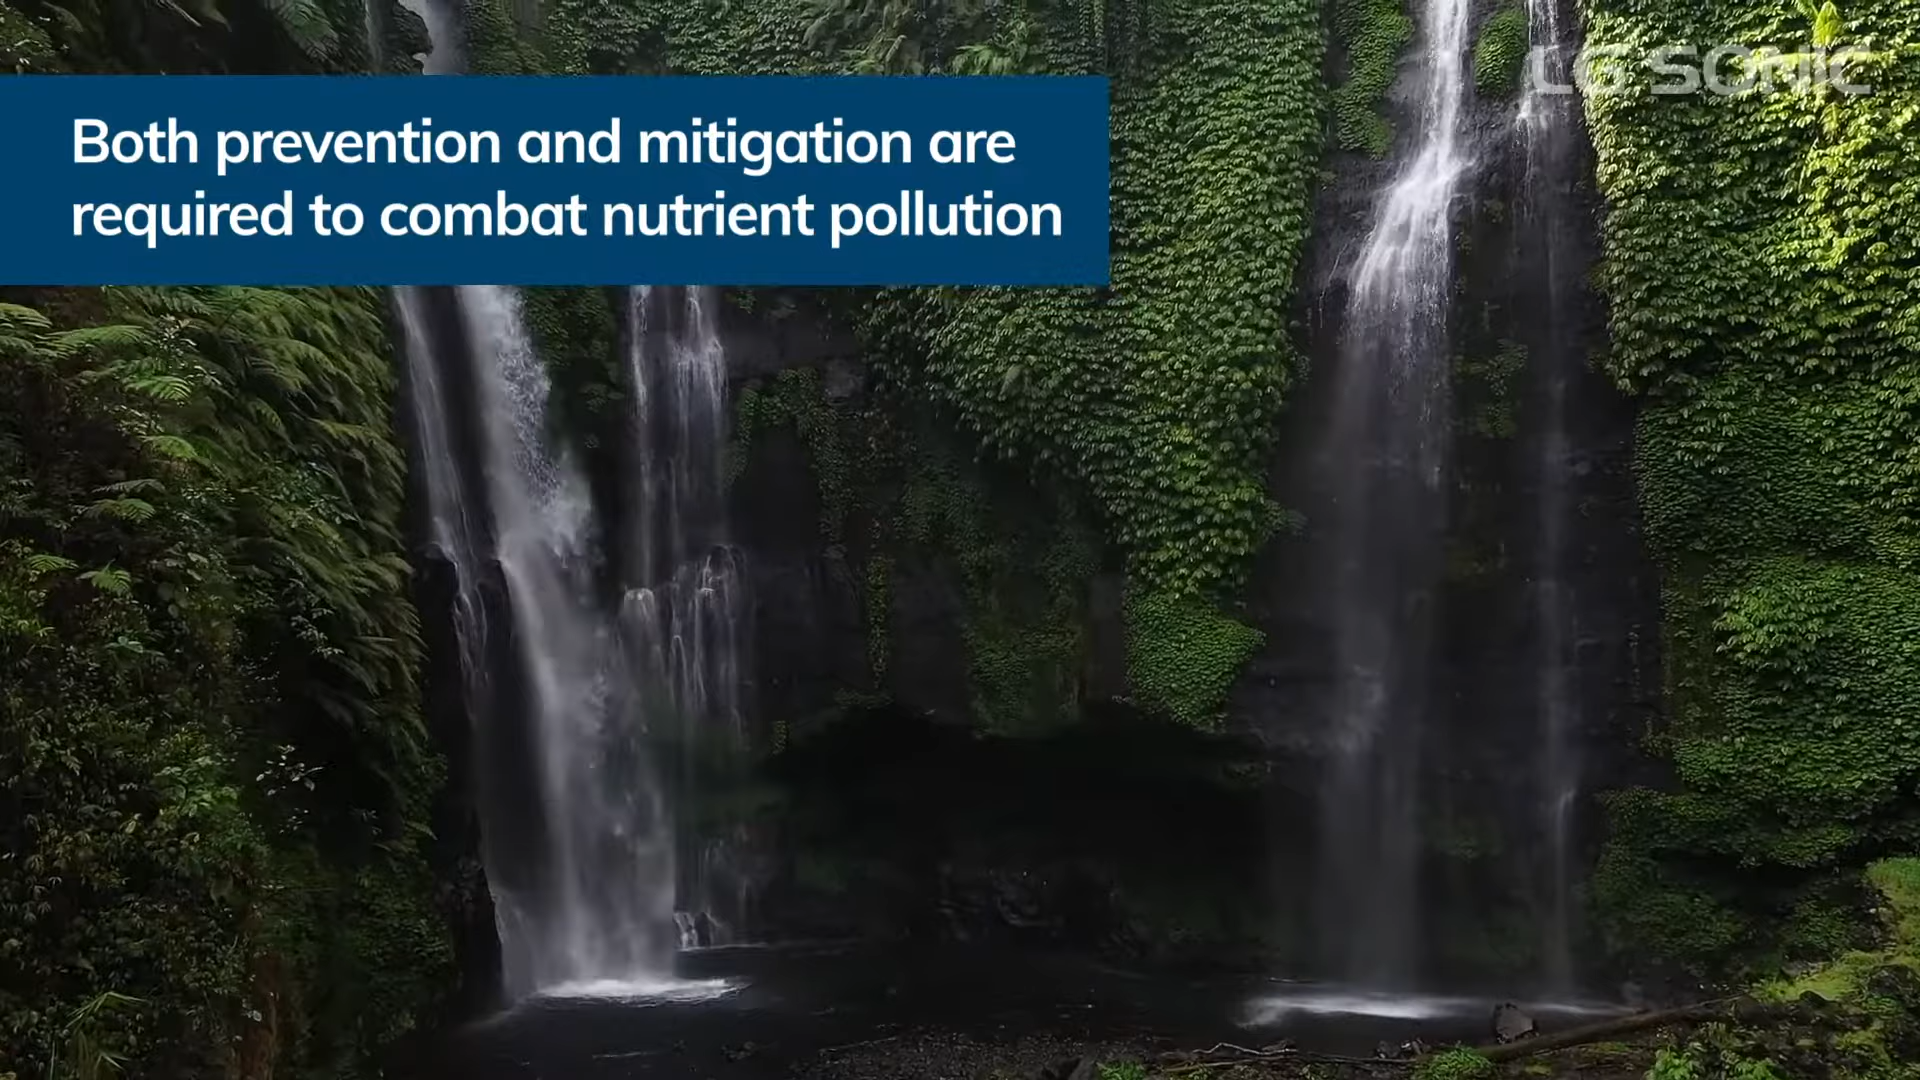 LG SONIC
Both prevention and mitigation are
required to combat nutrient pollution